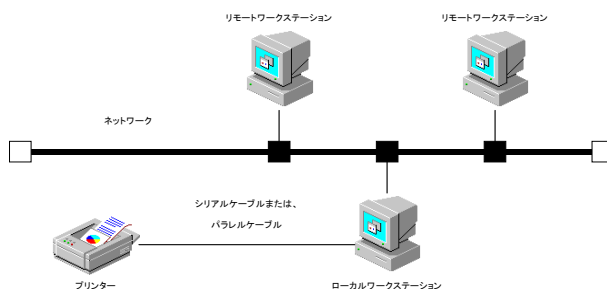 リモートワークステーション
リモートワークステーション
ネットワーク
シリアルケーブルまたは、
パラレルケーブル
プリンター
ローカルワークステーション